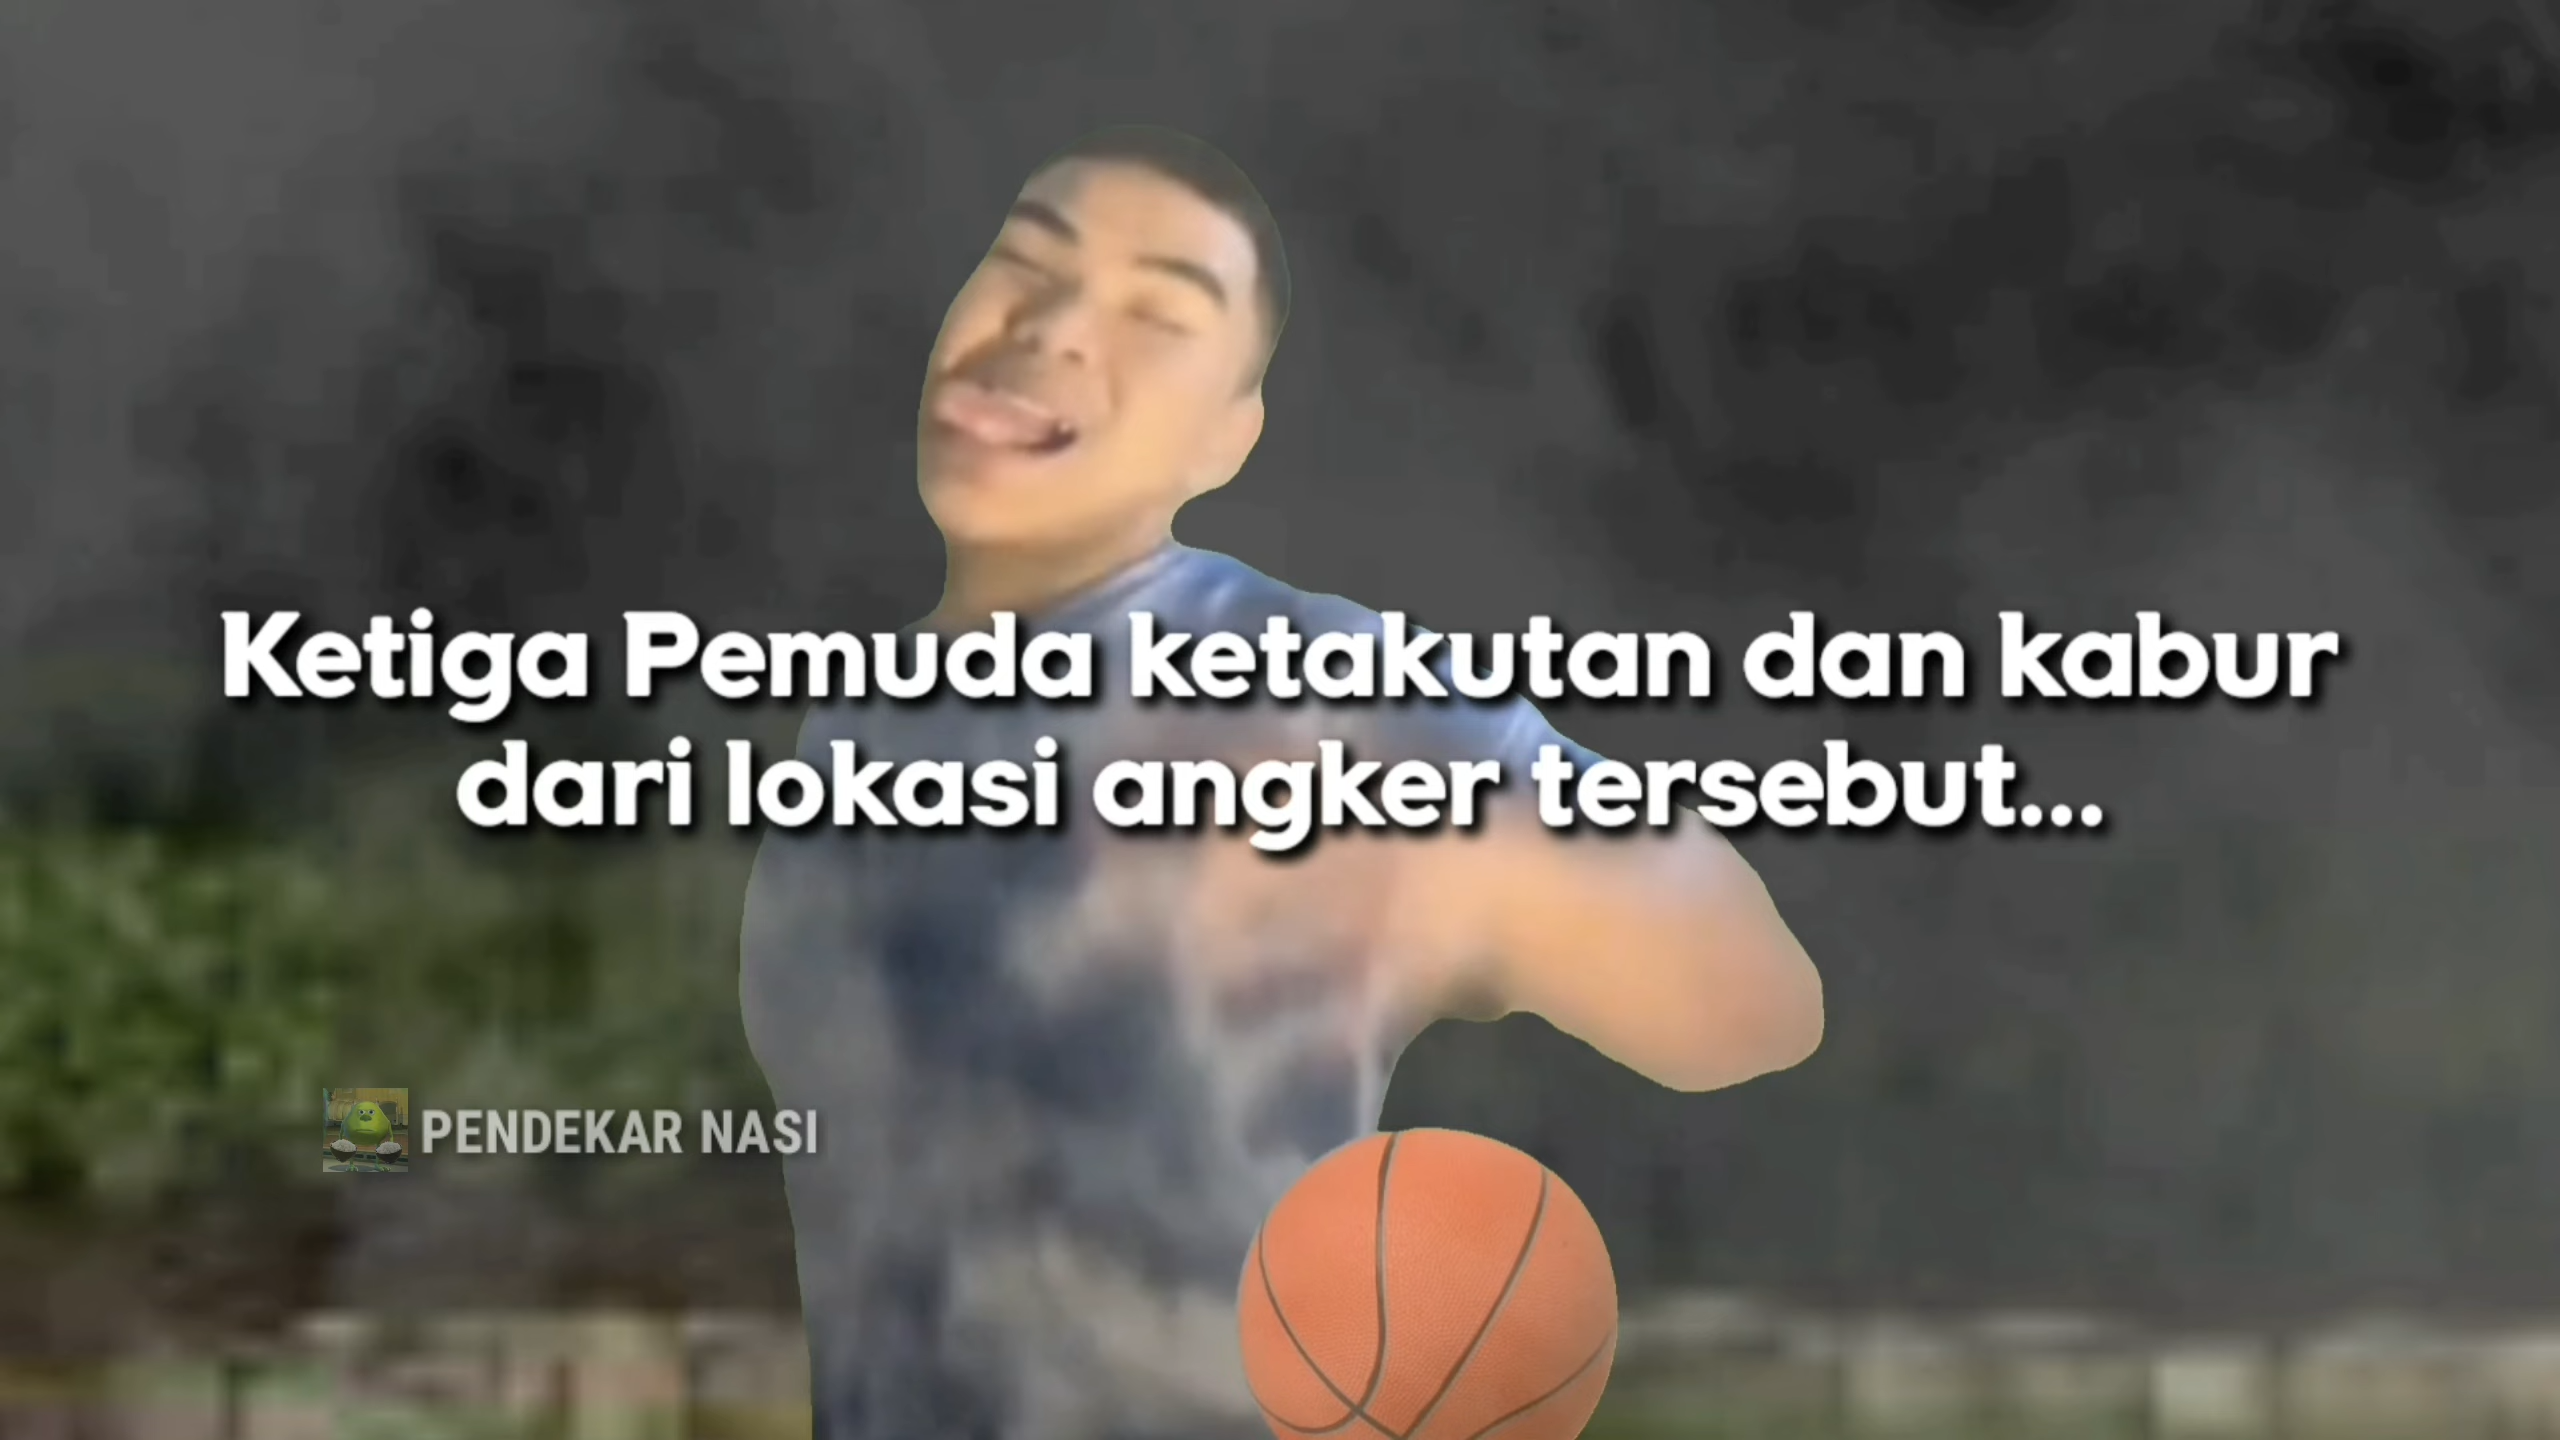 Ketiga Pemuda ketakutan dan kabur
dari lokasi angker tersebut...
PENDEKAR NASI